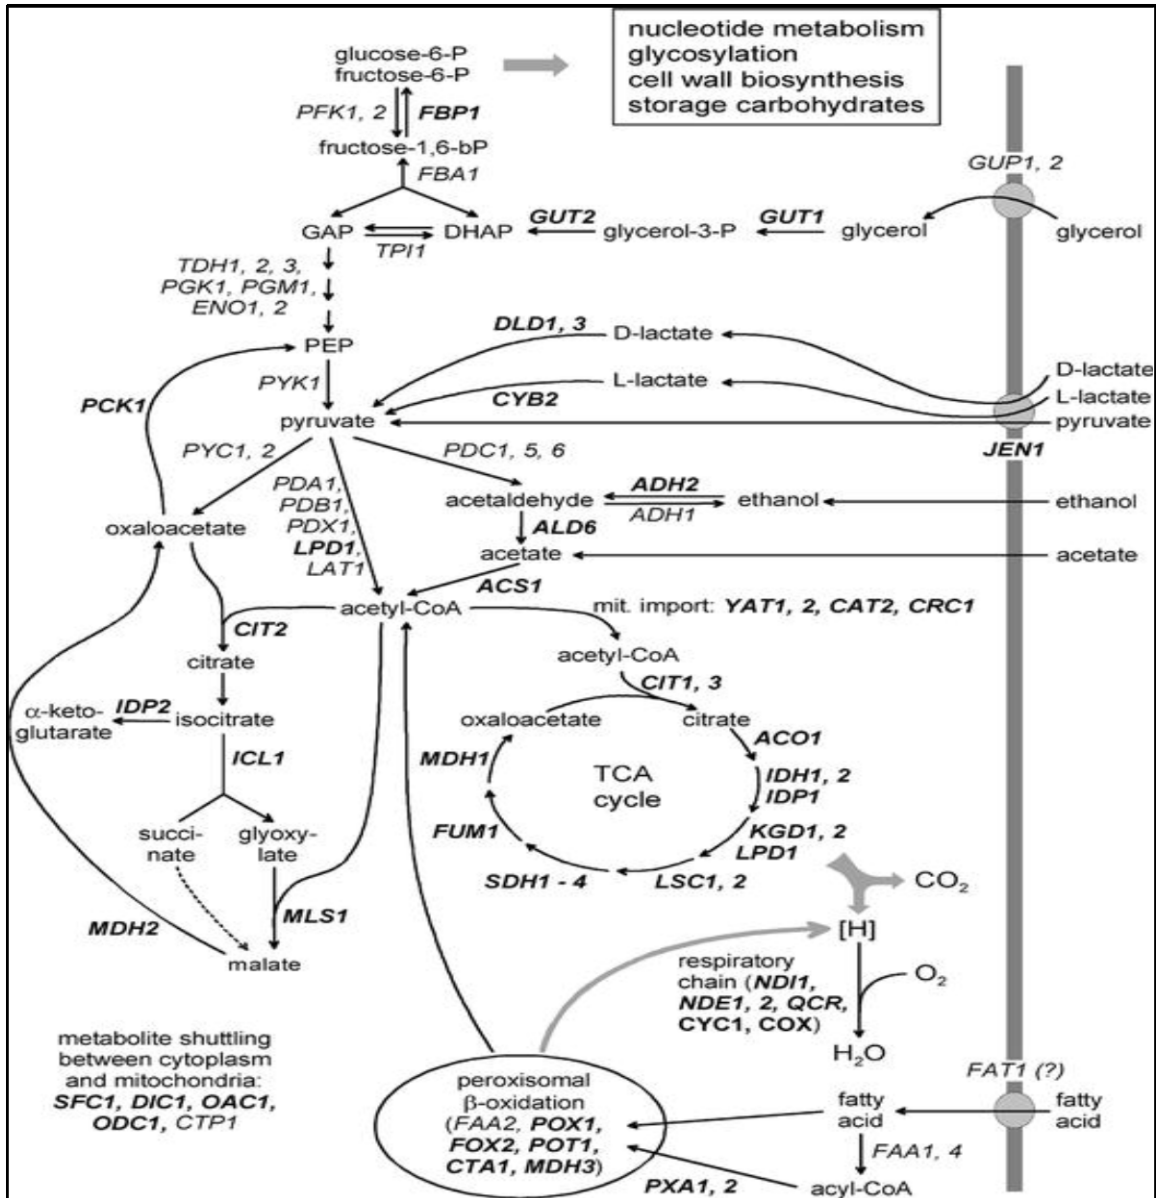 nucleotide metabolism
glycosylation
cell wall biosynthesis
storage carbohydrates
glucose-6-P
fructose-6-P
PFK1, 2
FBP1
fructose-1,6-bP
FBA1
GUP1, 2
GAP
TPI1
DHAP
GUT2
glycerol-3-P
GUT1
glycerol
glycerol
TDH1, 2, 3,
PGK1, PGM1,
ENO1, 2
PEP
DLD1, 3
D-lactate
D-lactate
PCK1
PYK1
CYB2
L-lactate
L-lactate
pyruvate
pyruvate
JEN1
PYC1, 2
PDC1, 5, 6
PDA1,
PDB1,
PDX1,
LPD1,
LAT1
acetaldehyde
ADH2
ADH1
ethanol
ethanol
oxaloacetate
ALD6
acetate
acetate
ACS1
acetyl-CoA
mit. import: YAT1, 2, CAT2, CRC1
CIT2
citrate
acetyl-CoA
CIT1, 3
α-keto-
glutarate
IDP2
isocitrate
oxaloacetate
citrate
ACO1
ICL1
MDH1
TCA
cycle
IDH1, 2
IDP1
succi-
nate
glyoxy-
late
FUM1
KGD1, 2
LPD1
SDH1 - 4
LSC1, 2
CO2
MDH2
MLS1
malate
[H]
respiratory
chain (NDI1,
NDE1, 2, QCR,
CYC1, COX)
O2
H2O
metabolite shuttling
between cytoplasm
and mitochondria:
SFC1, DIC1, OAC1,
ODC1, CTP1
peroxisomal
β-oxidation
(FAA2, POX1,
FOX2, POT1,
CTA1, MDH3)
FAT1 (?)
fatty
acid
fatty
acid
FAA1, 4
PXA1, 2
acyl-CoA